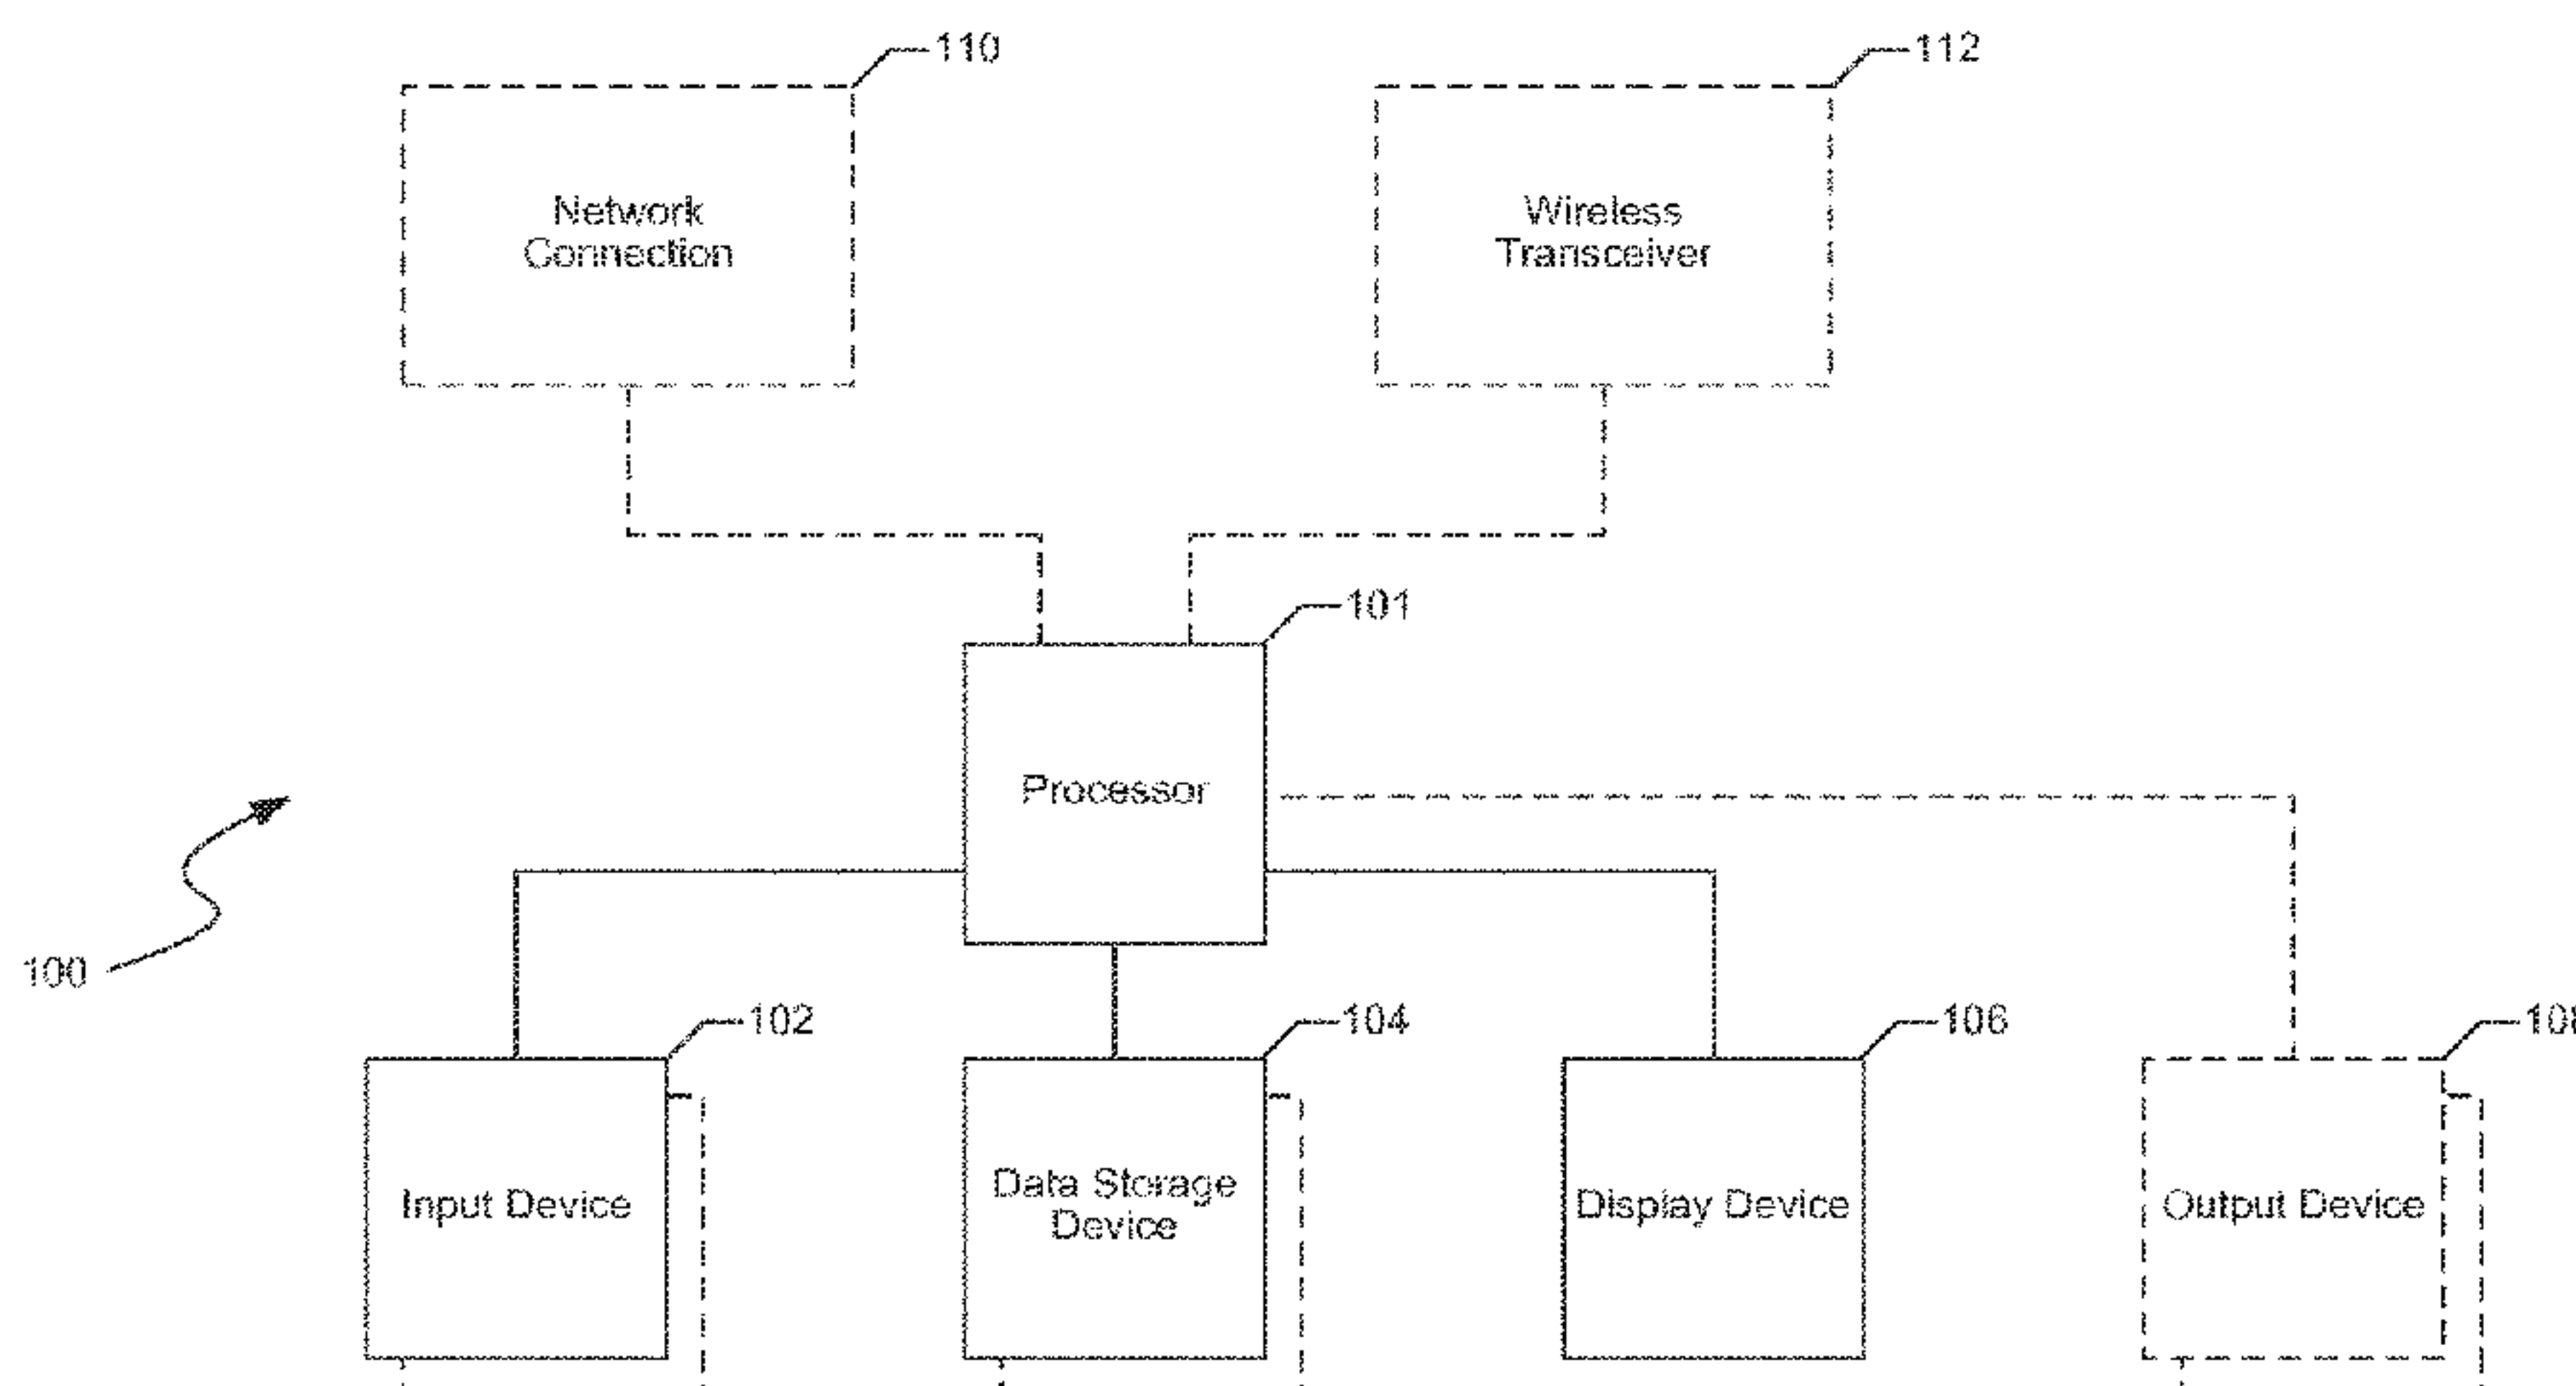 110
112
Network
Connection
Wireless
Transceiver
101
Processor
100
102
104
106
Input Device
Data Storage
Device
Display Device
Output Device